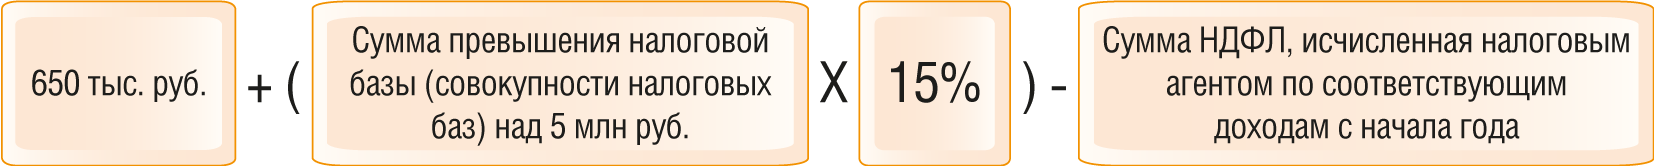 650 тыс. руб.
+ (
Сумма превышения налоговой
базы (совокупности налоговых
баз) над 5 млн руб.
X
15%
) -
Сумма НДФЛ, исчисленная налоговым
агентом по соответствующим
доходам с начала года